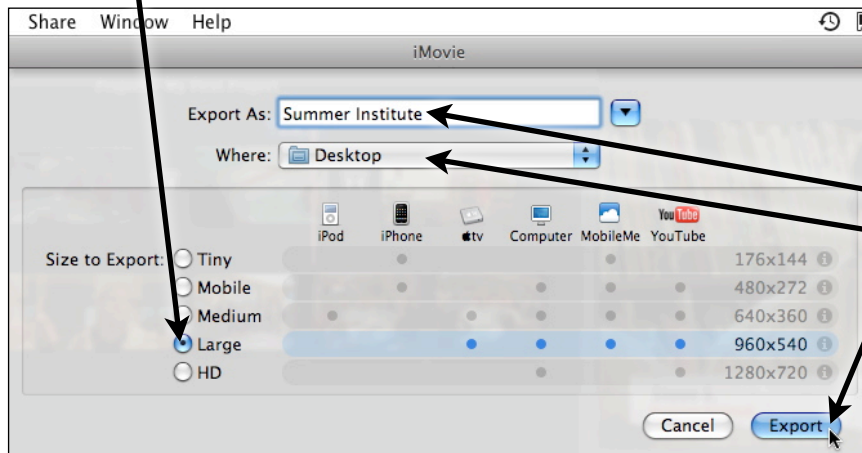 Share Window Help
iMovie
Export As: Summer Institute
Where: Desktop
iPod iPhone tv Computer MobileMe YouTube
Size to Export: Tiny 176x144
Mobile 480x272
Medium 640x360
Large 960x540
HD 1280x720
Cancel Export